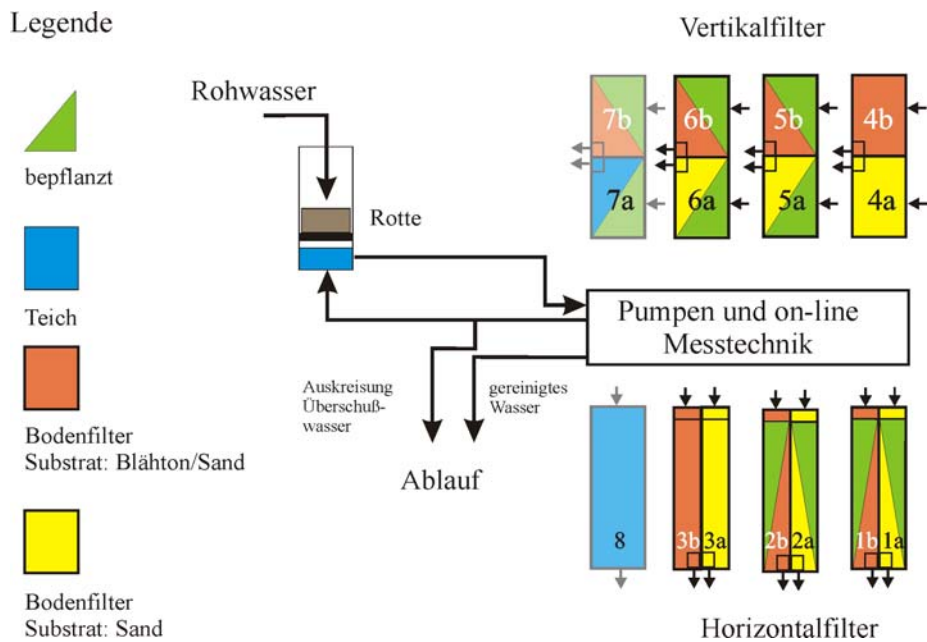 Legende
bepflanzt
Teich
Bodenfilter
Substrat: Blähton/Sand
Bodenfilter
Substrat: Sand
Rohwasser
Rotte
Auskreisung
Überschuß-
wasser
gereinigtes
Wasser
Ablauf
Vertikalfilter
7b 6b 5b 4b
7a 6a 5a 4a
Pumpen und on-line
Messtechnik
8 3b 3a 2b 2a 1b 1a
Horizontalfilter